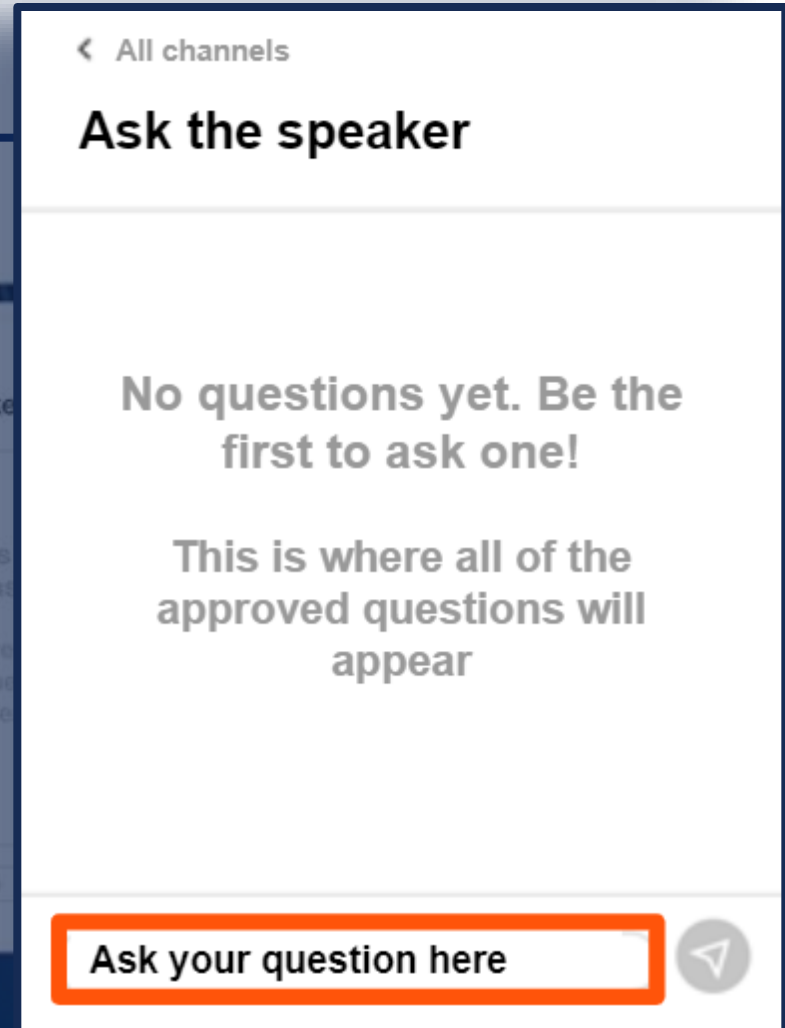 All channels
Ask the speaker
No questions yet. Be the
first to ask one!
This is where all of the
approved questions will
appear
Ask your question here